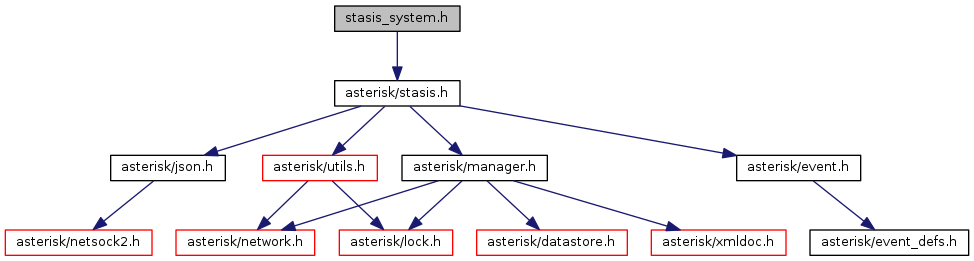 stasis_system.h
asterisk/stasis.h
asterisk/json.h
asterisk/utils.h
asterisk/manager.h
asterisk/event.h
asterisk/netsock2.h
asterisk/network.h
asterisk/lock.h
asterisk/datastore.h
asterisk/xmldoc.h
asterisk/event_defs.h